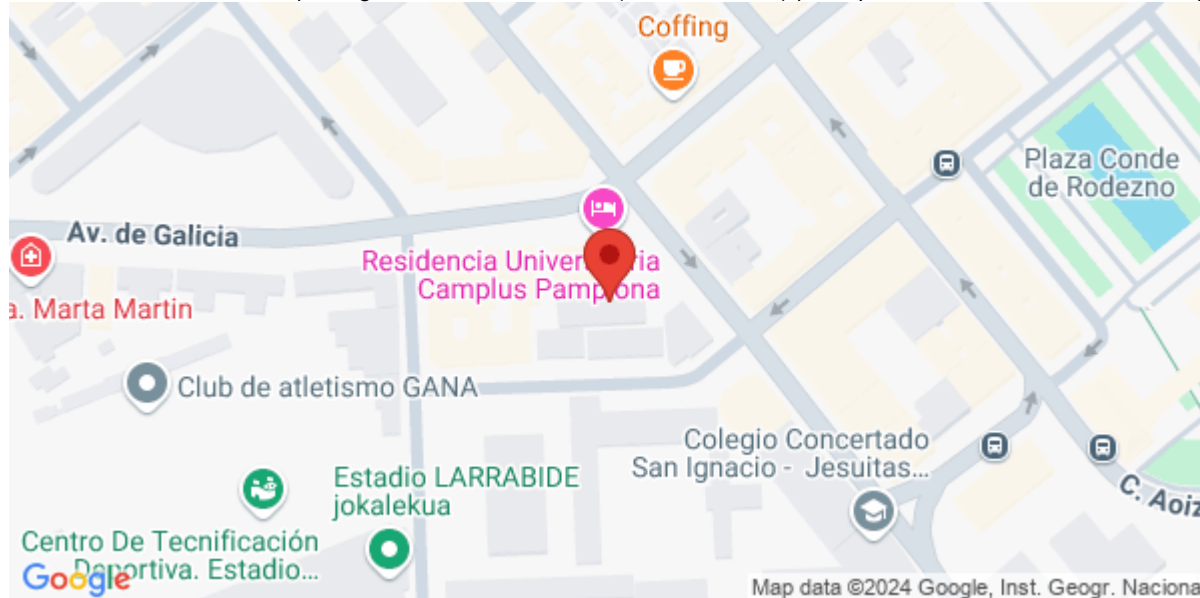 Coffing
Plaza Conde
de Rodezno
Av. de Galicia
Residencia Univer ria
Camplus Pamplona
a. Marta Martin
Club de atletismo GANA
Colegio Concertado
San Ignacio - Jesuitas...
Estadio LARRABIDE
jokalekua
C. Aoiz
Centro De Tecnificación
Deportiva. Estadio...
Google
Map data ©2024 Google, Inst. Geogr. Naciona